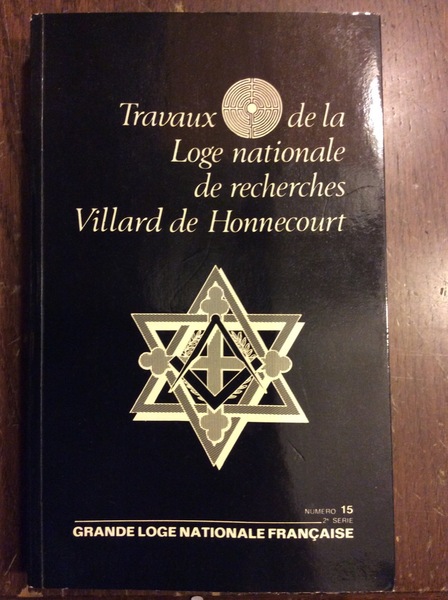 Travaux de la
Loge nationale
de recherches
Villard de Honnecourt
NUMERO 15
2e SERIE
GRANDE LOGE NATIONALE FRANÇAISE